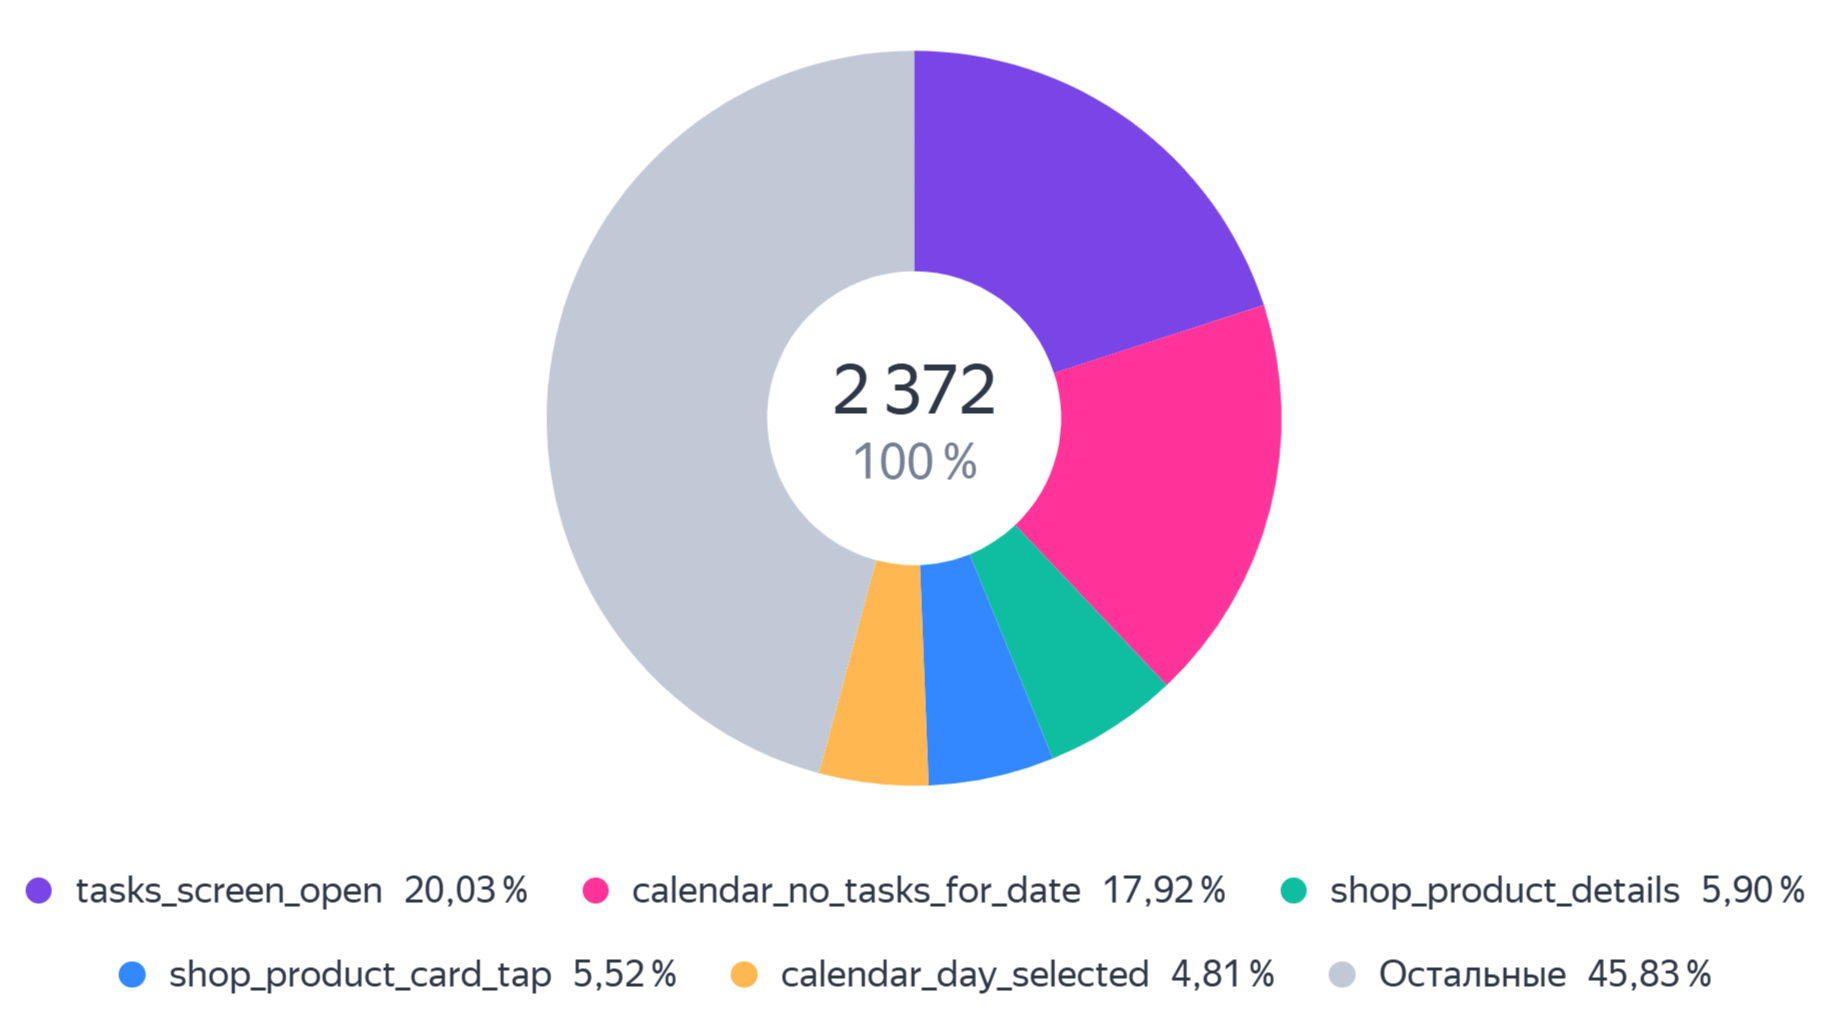 2 372
100 %
tasks_screen_open 20,03 % calendar_no_tasks_for_date 17,92 % shop_product_details 5,90 %
shop_product_card_tap 5,52 % calendar_day_selected 4,81 % Остальные 45,83 %